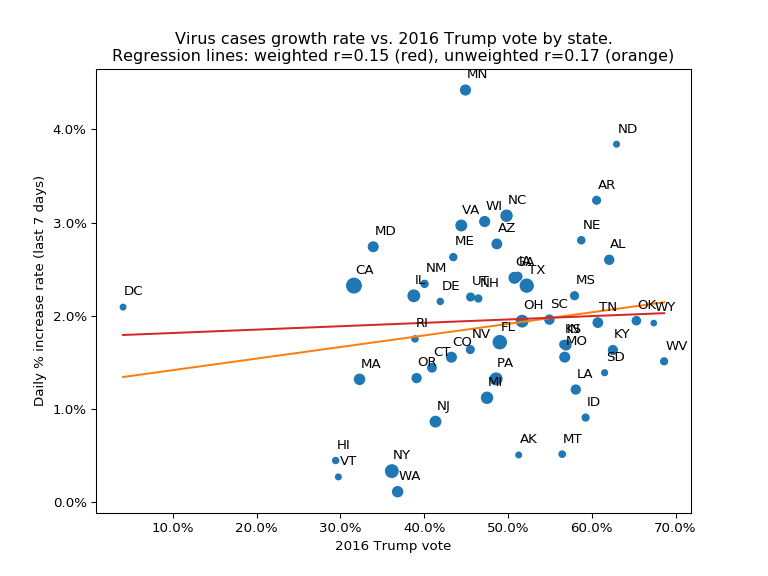 Virus cases growth rate vs. 2016 Trump vote by state.
Regression lines: weighted r=0.15 (red), unweighted r=0.17 (orange)
MN
4.0%
ND
AR
3.0%
VA
WI
NC
MD
ME
AZ
NE
AL
CA
IL
NM
DE
UT
NH
GA
IA
TX
MS
DC
2.0%
RI
OH
SC
TN
OK
WY
CT
CO
NV
FL
IN
KS
MO
KY
WV
MA
OR
PA
MI
SD
LA
1.0%
NJ
ID
HI
VT
NY
WA
AK
MT
0.0%
Daily % increase rate (last 7 days)
10.0%
20.0%
30.0%
40.0%
50.0%
60.0%
70.0%
2016 Trump vote